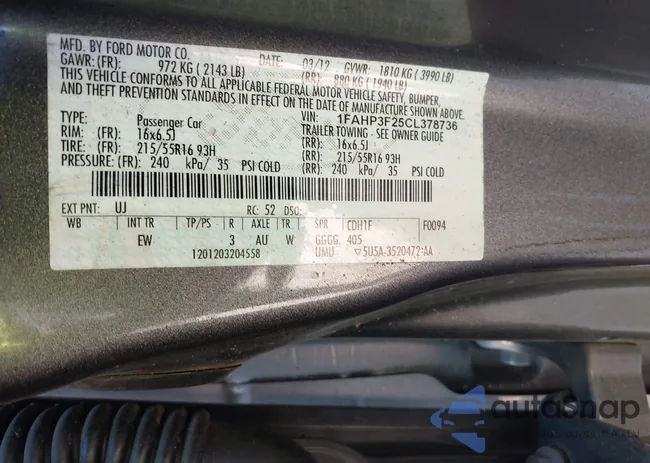 MFD. BY FORD MOTOR CO.
DATE: 03/12 GVWR: 1810 KG (3990 LB)
GAWR: (FR): 972 KG (2143 LB) (RR): 880 KG (1940 LB)
THIS VEHICLE CONFORMS TO ALL APPLICABLE FEDERAL MOTOR VEHICLE SAFETY, BUMPER,
AND THEFT PREVENTION STANDARDS IN EFFECT ON THE DATE OF MANUFACTURE SHOWN ABOVE.
VIN: 1FAHP3F25CL378736
TYPE: Passenger Car TRAILER TOWING - SEE OWNER GUIDE
RIM: (FR): 16x6.5J (RR): 16x6.5J
TIRE: (FR): 215/55R16 93H (RR): 215/55R16 93H
PRESSURE:(FR): 240 kPa/ 35 PSI COLD (RR): 240 kPa/ 35 PSI COLD
EXT PNT: UJ RC: 52 DSO:
WB INT TR TP/PS R AXLE TR SPR CDH1F F0094
EW 3 AU W GGGG. 405
1201203204558 UMU ▽5U5A-3520472-AA
autosnap